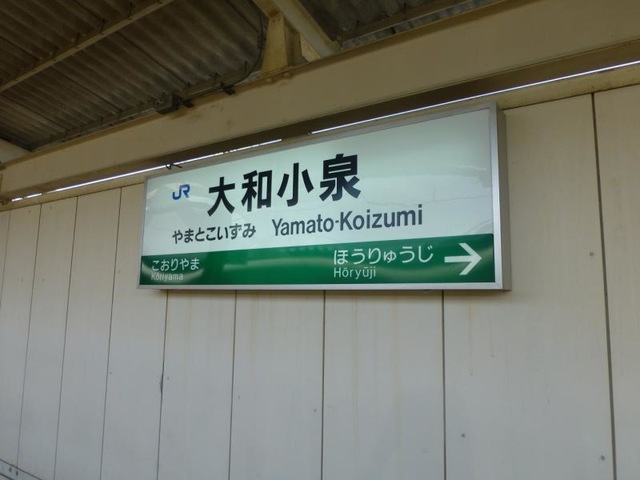 JR 大和小泉
やまとこいずみ Yamato-Koizumi
こおりやま ほうりゅうじ
Kōriyama Hōryūji